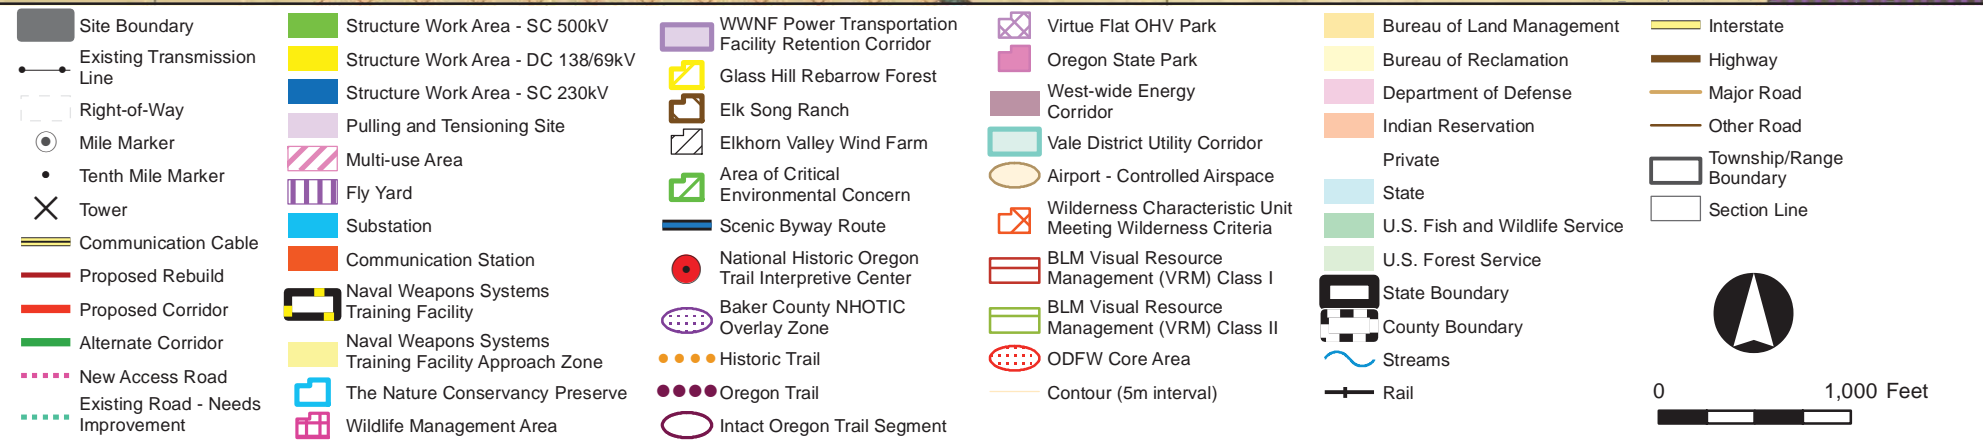 Site Boundary
Existing Transmission
Line
Right-of-Way
Mile Marker
Tenth Mile Marker
Tower
Communication Cable
Proposed Rebuild
Proposed Corridor
Alternate Corridor
New Access Road
Existing Road - Needs
Improvement
Structure Work Area - SC 500kV
Structure Work Area - DC 138/69kV
Structure Work Area - SC 230kV
Pulling and Tensioning Site
Multi-use Area
Fly Yard
Substation
Communication Station
Naval Weapons Systems
Training Facility
Naval Weapons Systems
Training Facility Approach Zone
The Nature Conservancy Preserve
Wildlife Management Area
WWNF Power Transportation
Facility Retention Corridor
Glass Hill Rebarrow Forest
Elk Song Ranch
Elkhorn Valley Wind Farm
Area of Critical
Environmental Concern
Scenic Byway Route
National Historic Oregon
Trail Interpretive Center
Baker County NHOTIC
Overlay Zone
Historic Trail
Oregon Trail
Intact Oregon Trail Segment
Virtue Flat OHV Park
Oregon State Park
West-wide Energy
Corridor
Vale District Utility Corridor
Airport - Controlled Airspace
Wilderness Characteristic Unit
Meeting Wilderness Criteria
BLM Visual Resource
Management (VRM) Class I
BLM Visual Resource
Management (VRM) Class II
ODFW Core Area
Contour (5m interval)
Bureau of Land Management
Bureau of Reclamation
Department of Defense
Indian Reservation
Private
State
U.S. Fish and Wildlife Service
U.S. Forest Service
State Boundary
County Boundary
Streams
Rail
Interstate
Highway
Major Road
Other Road
Township/Range
Boundary
Section Line
0 1,000 Feet